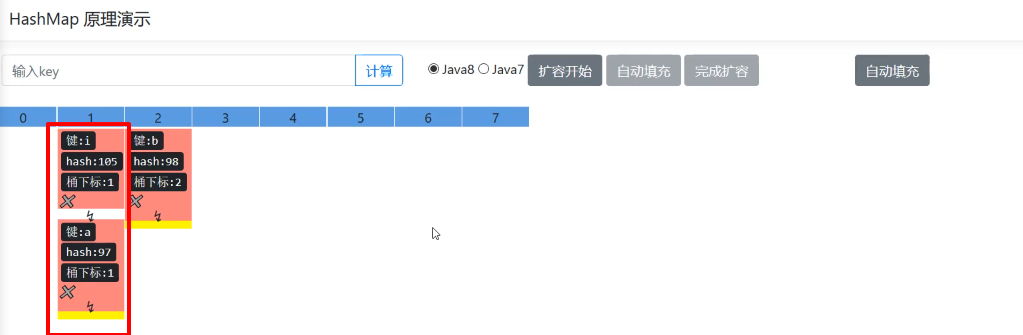 HashMap 原理演示
输入key 计算 Java8 Java7 扩容开始 自动填充 完成扩容 自动填充
0 1 2 3 4 5 6 7
键:i 键:b
hash:105 hash:98
桶下标:1 桶下标:2
键:a
hash:97
桶下标:1